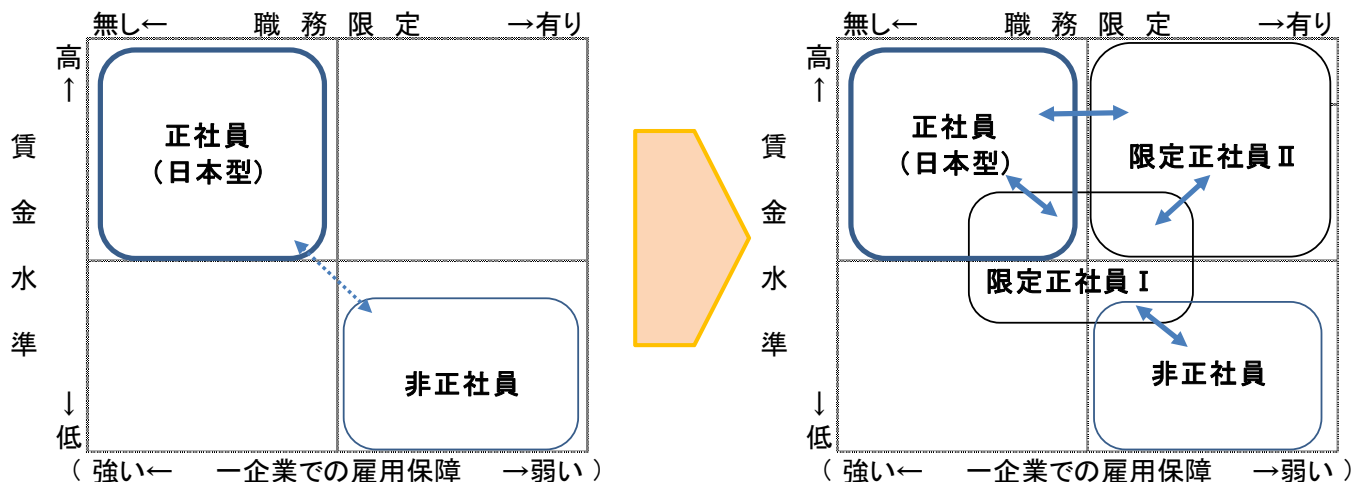 無し← 職務限定 →有り
高
↑
賃金水準
↓
低
正社員
（日本型）
非正社員
（ 強い← 一企業での雇用保障 →弱い ）
無し← 職務限定 →有り
高
↑
賃金水準
↓
低
正社員
（日本型）
限定正社員Ⅱ
限定正社員Ⅰ
非正社員
（ 強い← 一企業での雇用保障 →弱い ）